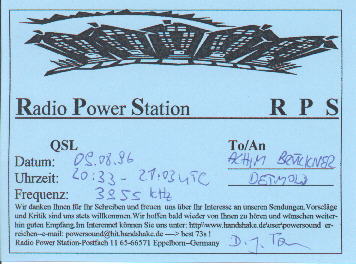 Radio Power Station R P S
QSL To/An
Datum: 09.08.96 ACHIM BRÜCKNER
Uhrzeit: 20:33 - 21:03 UTC DETMOLD
Frequenz: 3955 kHz
Wir danken Ihnen für Ihr Schreiben und freuen uns über Ihr Interesse an unseren Sendungen.Vorschläge
und Kritik sind uns stets willkommen.Wir hoffen bald wieder von Ihnen zu hören und wünschen weiter-
hin guten Empfang.Im Internet können Sie uns unter: http//www.handshake.de\user\powersound er-
reichen--e-mail: powersound@hit.handshake.de ----> best 73s !
Radio Power Station-Postfach 11 65-66571 Eppelborn--Germany